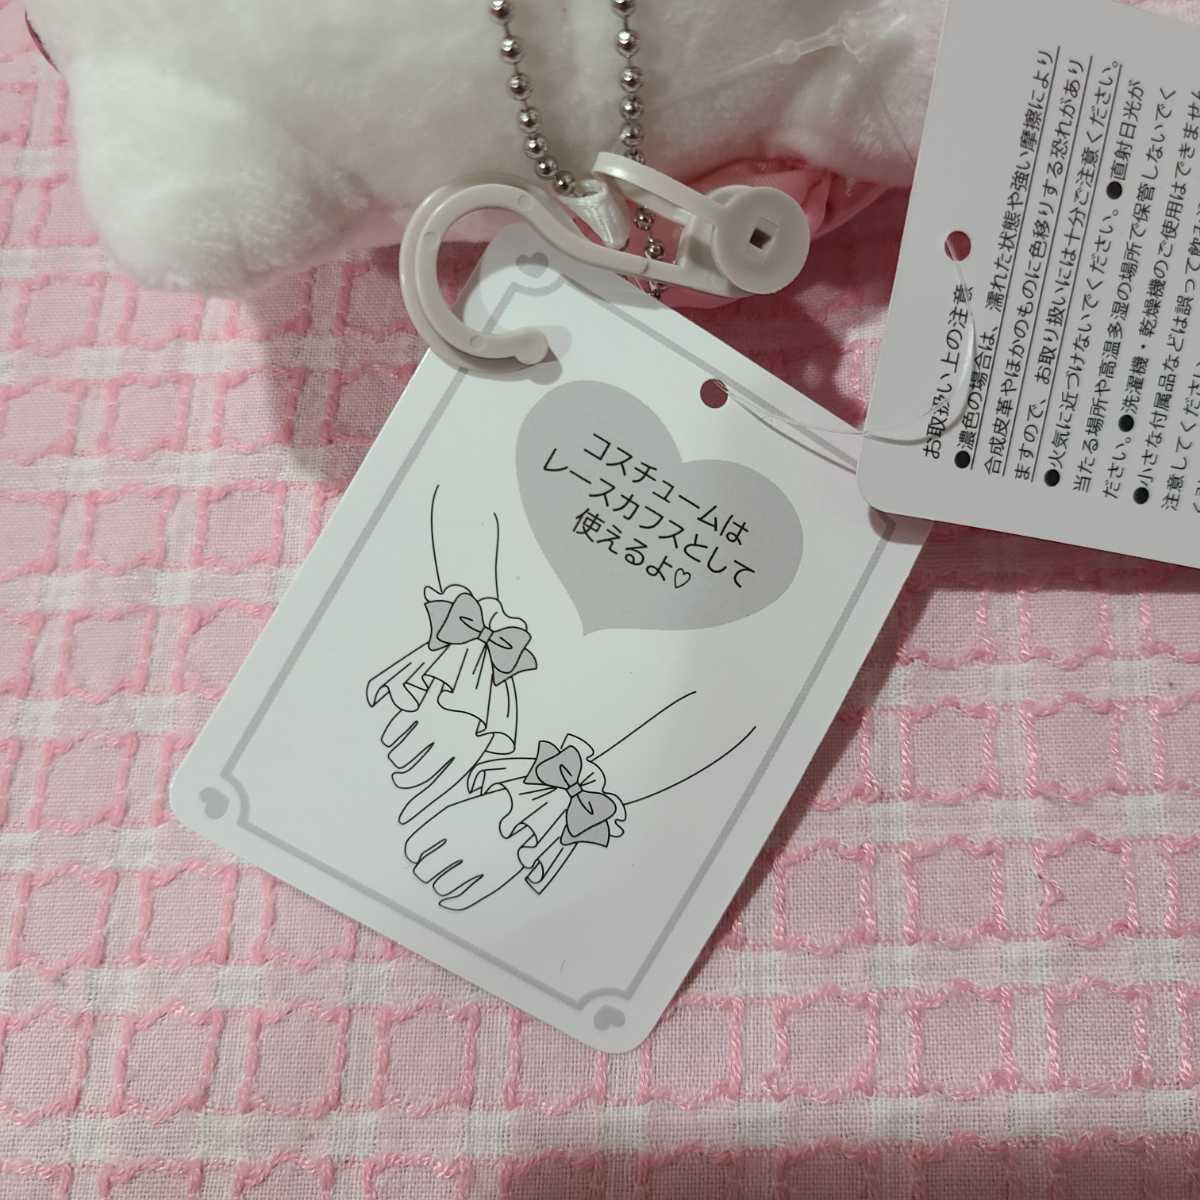 コスチュームは
レースカフスとして
使えるよ♡
お取扱い上の注意
●濃色の場合は、濡れた状態や強い摩擦により
合成皮革やほかのものに色移りする恐れがあり
ますので、お取り扱いには十分ご注意ください。
●火気に近づけないでください。●直射日光が
当たる場所や高温多湿の場所で保管しないでく
ださい。●洗濯機・乾燥機のご使用はできません
●小さな付属品などは誤って飲
注意してください